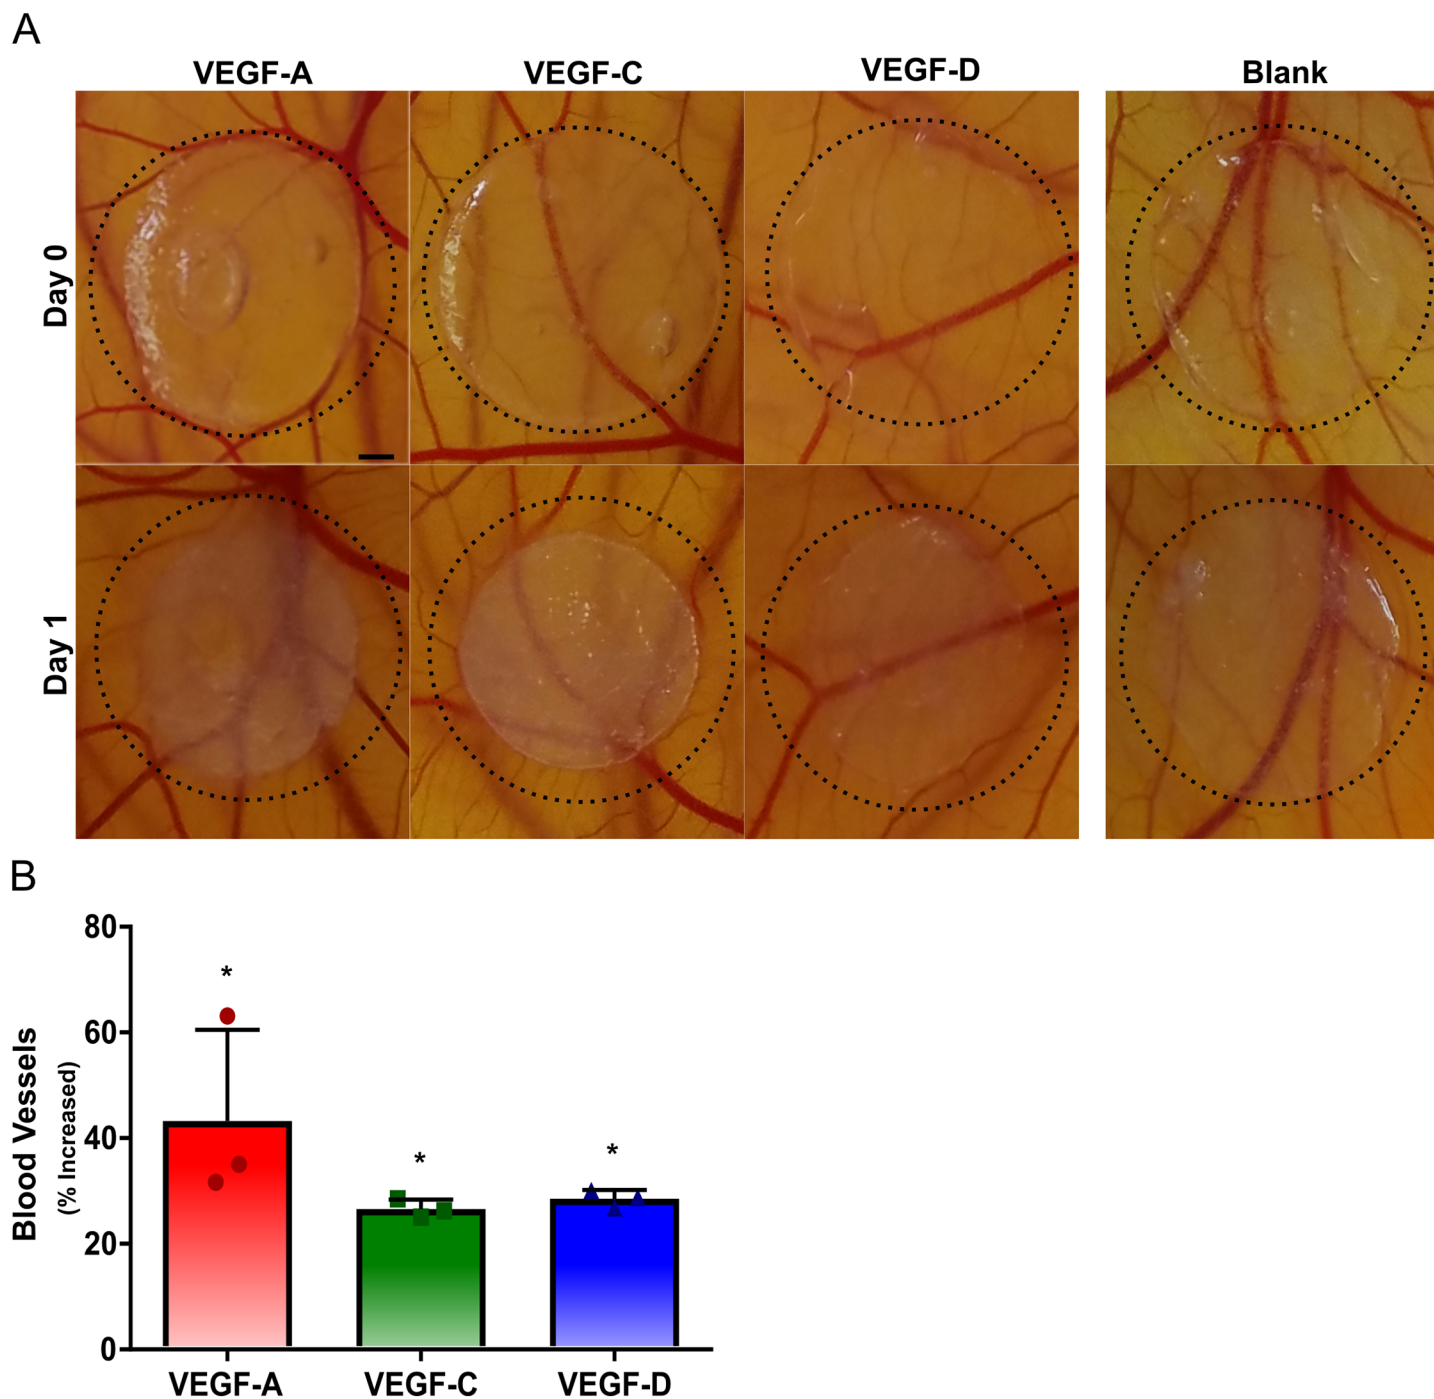 A
VEGF-A VEGF-C VEGF-D Blank
Day 0
Day 1
B
Blood Vessels
(% Increased)
80
60
40
20
0
* * *
VEGF-A VEGF-C VEGF-D